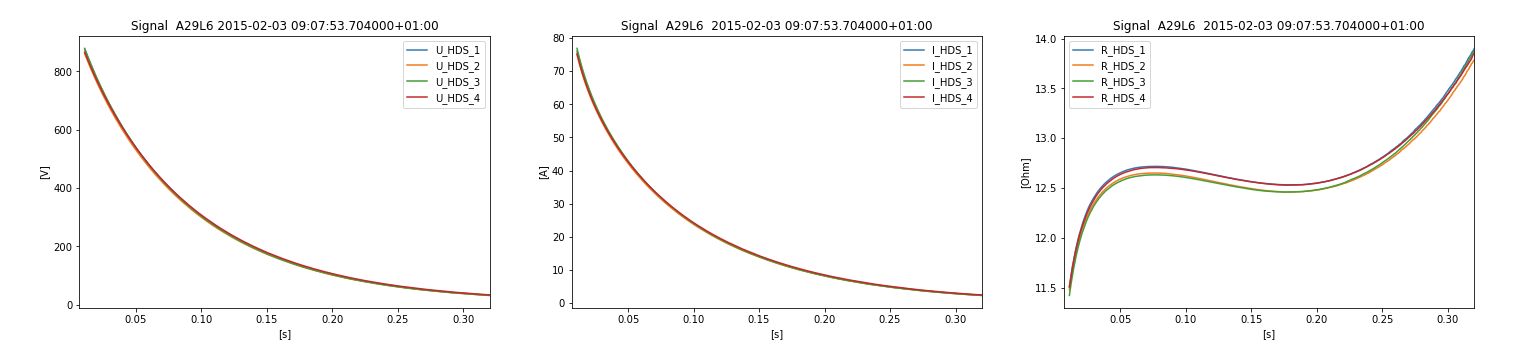 Signal  A29L6 2015-02-03 09:07:53.704000+01:00
800
600
400
200
0
[V]
U_HDS_1
U_HDS_2
U_HDS_3
U_HDS_4
0.05 0.10 0.15 0.20 0.25 0.30
[s]
Signal  A29L6  2015-02-03 09:07:53.704000+01:00
80
70
60
50
40
30
20
10
0
[A]
I_HDS_1
I_HDS_2
I_HDS_3
I_HDS_4
0.05 0.10 0.15 0.20 0.25 0.30
[s]
Signal  A29L6  2015-02-03 09:07:53.704000+01:00
14.0
13.5
13.0
12.5
12.0
11.5
[Ohm]
R_HDS_1
R_HDS_2
R_HDS_3
R_HDS_4
0.05 0.10 0.15 0.20 0.25 0.30
[s]